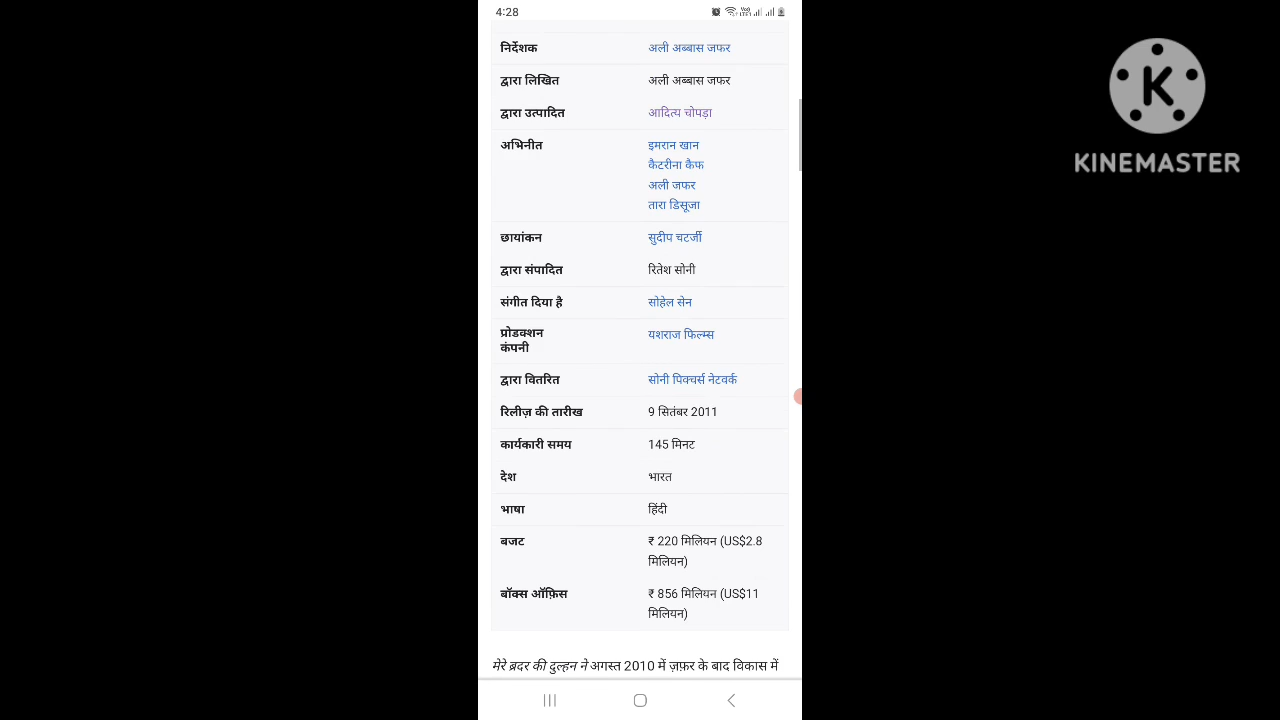 4:28
निर्देशक अली अब्बास जफर
द्वारा लिखित अली अब्बास जफर
द्वारा उत्पादित आदित्य चोपड़ा
अभिनीत इमरान खान
कैटरीना कैफ
अली जफर
तारा डिसूजा
छायांकन सुदीप चटर्जी
द्वारा संपादित रितेश सोनी
संगीत दिया है सोहेल सेन
प्रोडक्शन
कंपनी यशराज फिल्म्स
द्वारा वितरित सोनी पिक्चर्स नेटवर्क
रिलीज़ की तारीख 9 सितंबर 2011
कार्यकारी समय 145 मिनट
देश भारत
भाषा हिंदी
बजट ₹ 220 मिलियन (US$2.8
मिलियन)
बॉक्स ऑफ़िस ₹ 856 मिलियन (US$11
मिलियन)
मेरे ब्रदर की दुल्हन ने अगस्त 2010 में ज़फ़र के बाद विकास में
K
KINEMASTER